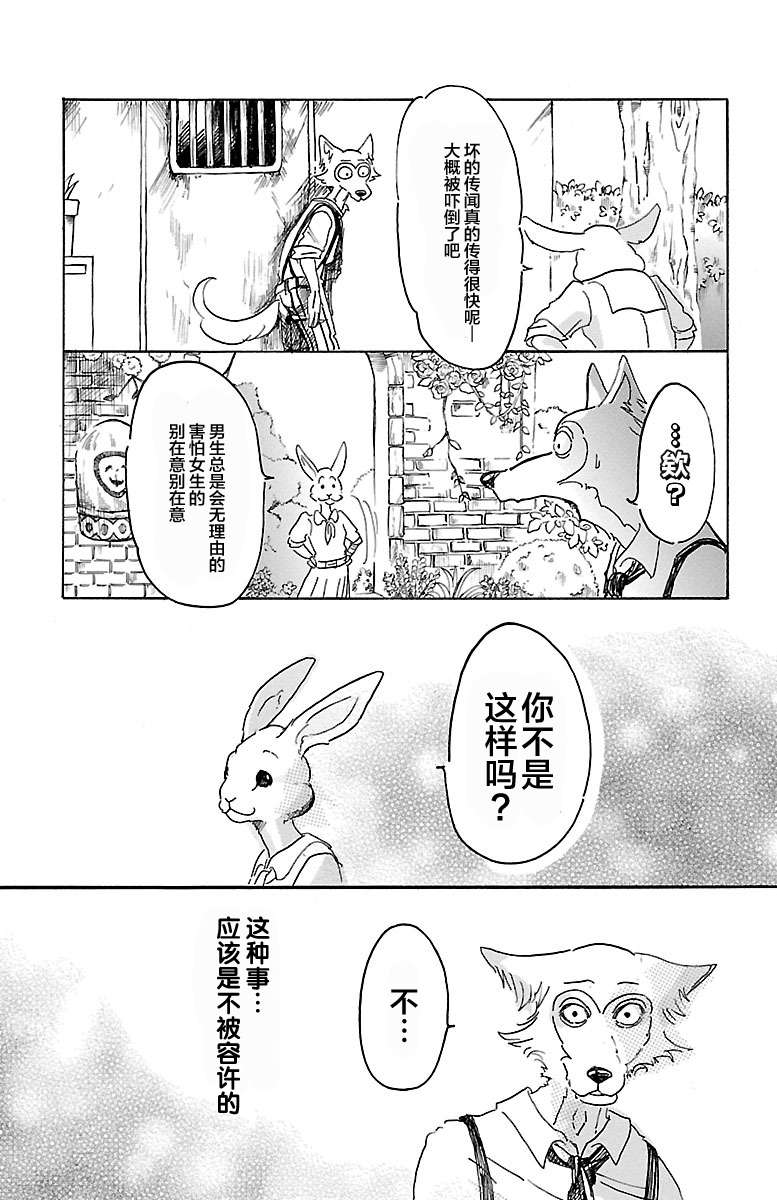 坏的传闻真的传得很快呢—
大概被吓倒了吧
…欸？
男生总是会无理由的
害怕女生的
别在意别在意
你不是
这样吗？
不…
这种事…
应该是不被容许的